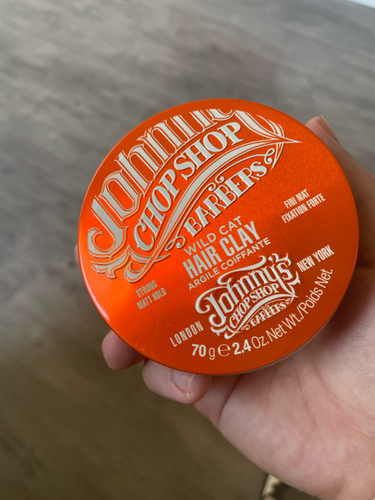 Johnny's
CHOP SHOP
BARBERS
WILD CAT
HAIR CLAY
ARGILE COIFFANTE
STRONG
MATT HOLD
FINI MAT
FIXATION FORTE
Johnny's
CHOP SHOP
BARBERS
LONDON
NEW YORK
70g e 2.4 Oz. Net Wt./Poids Net